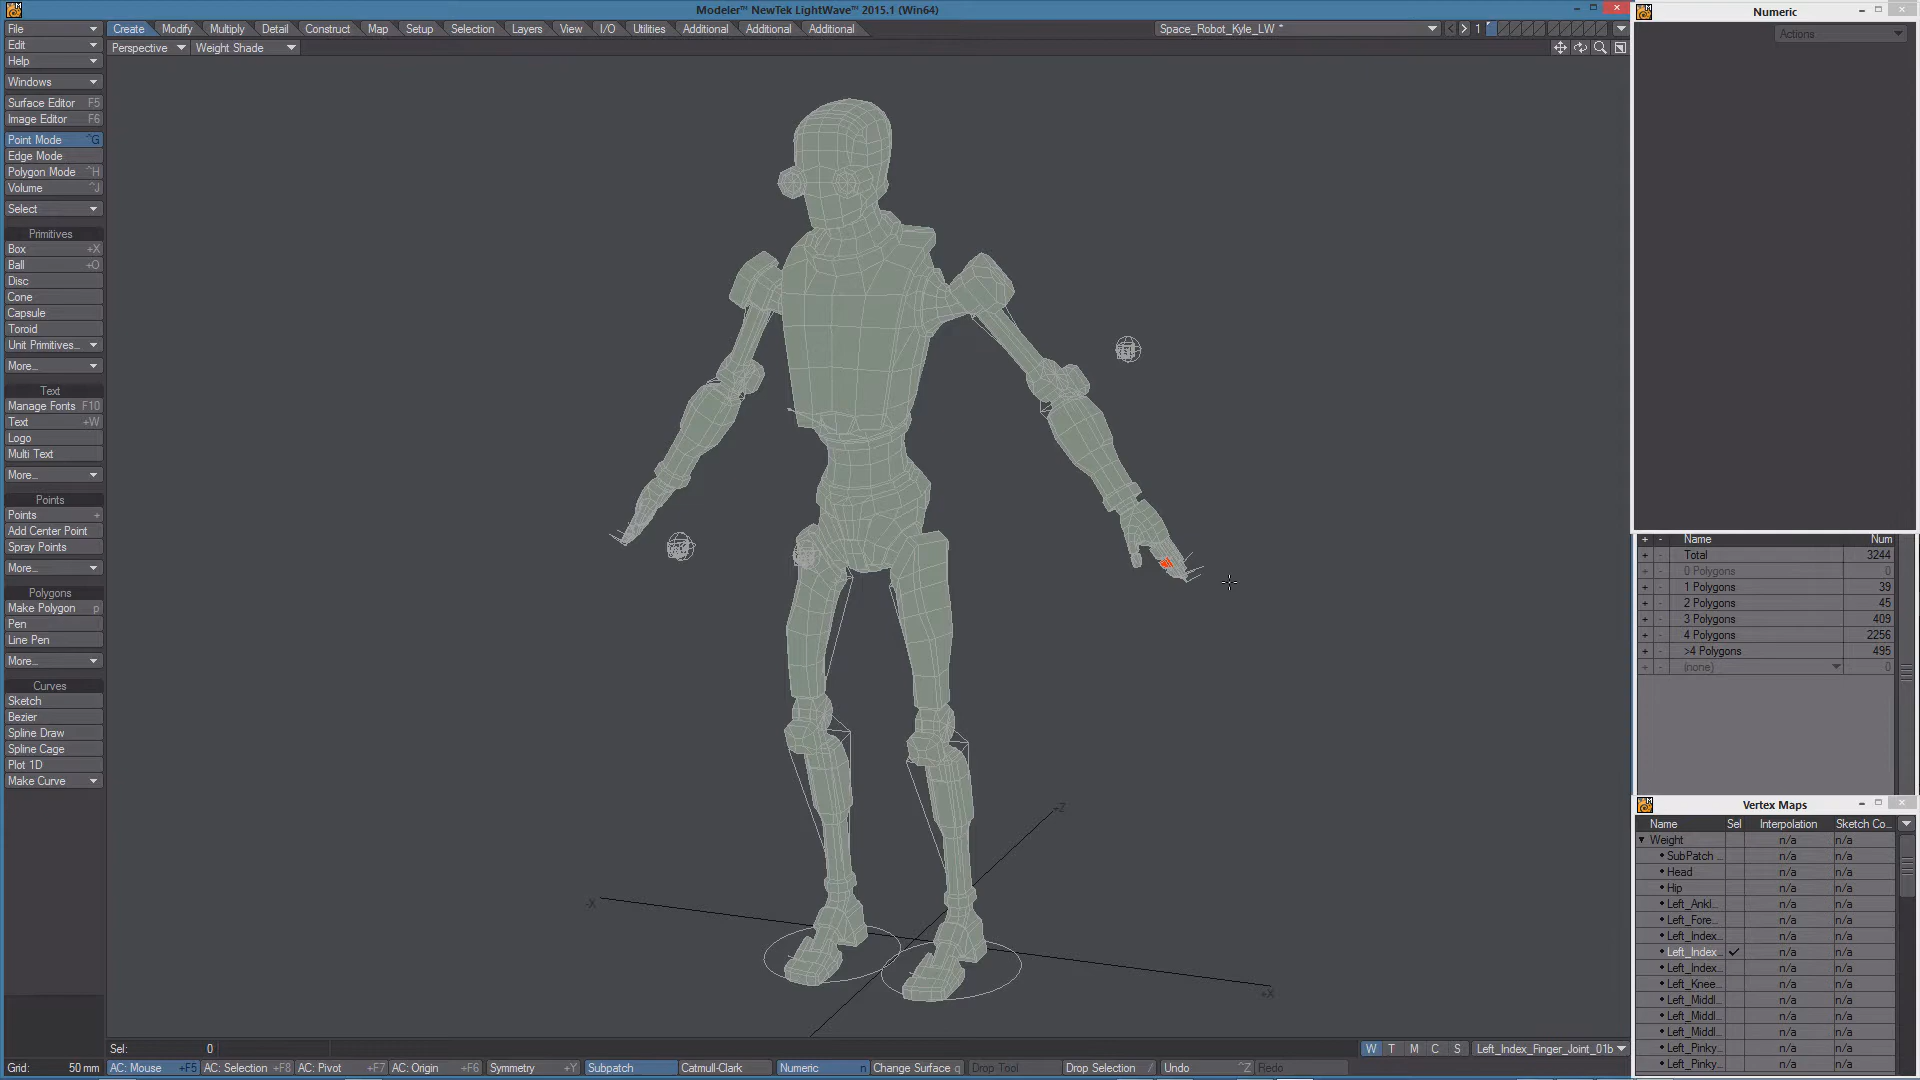 Modeler™ NewTek LightWave™ 2015.1 (Win64)
Create Modify Multiply Detail Construct Map Setup Selection Layers View I/O Utilities Additional Additional Additional
Space_Robot_Kyle_LW * 1
Perspective Weight Shade
File
Edit
Help
Windows
Surface Editor F5
Image Editor F6
Point Mode ^G
Edge Mode
Polygon Mode ^H
Volume ^J
Select
Primitives
Box +X
Ball +O
Disc
Cone
Capsule
Toroid
Unit Primitives...
More...
Text
Manage Fonts F10
Text +W
Logo
Multi Text
More...
Points
Points +
Add Center Point
Spray Points
More...
Polygons
Make Polygon p
Pen
Line Pen
More...
Curves
Sketch
Bezier
Spline Draw
Spline Cage
Plot 1D
Make Curve
-X
-Z
+X
Numeric
Actions
+ - Name Num
+ - Total 3244
+ - 0 Polygons 0
+ - 1 Polygons 39
+ - 2 Polygons 45
+ - 3 Polygons 409
+ - 4 Polygons 2256
+ - >4 Polygons 495
+ - (none) 0
Vertex Maps
Name Sel Interpolation Sketch Co...
Weight n/a n/a
SubPatch ... n/a n/a
Head n/a n/a
Hip n/a n/a
Left_Ankl... n/a n/a
Left_Fore... n/a n/a
Left_Index... n/a n/a
Left_Index... n/a n/a
Left_Index... n/a n/a
Left_Knee... n/a n/a
Left_Middl... n/a n/a
Left_Middl... n/a n/a
Left_Middl... n/a n/a
Left_Pinky... n/a n/a
Left_Pinky... n/a n/a
Sel: 0
W T M C S Left_Index_Finger_Joint_01b
Grid: 50 mm AC: Mouse +F5 AC: Selection +F8 AC: Pivot +F7 AC: Origin +F6 Symmetry +Y Subpatch Catmull-Clark Numeric n Change Surface q Drop Tool Drop Selection / Undo ^Z Redo